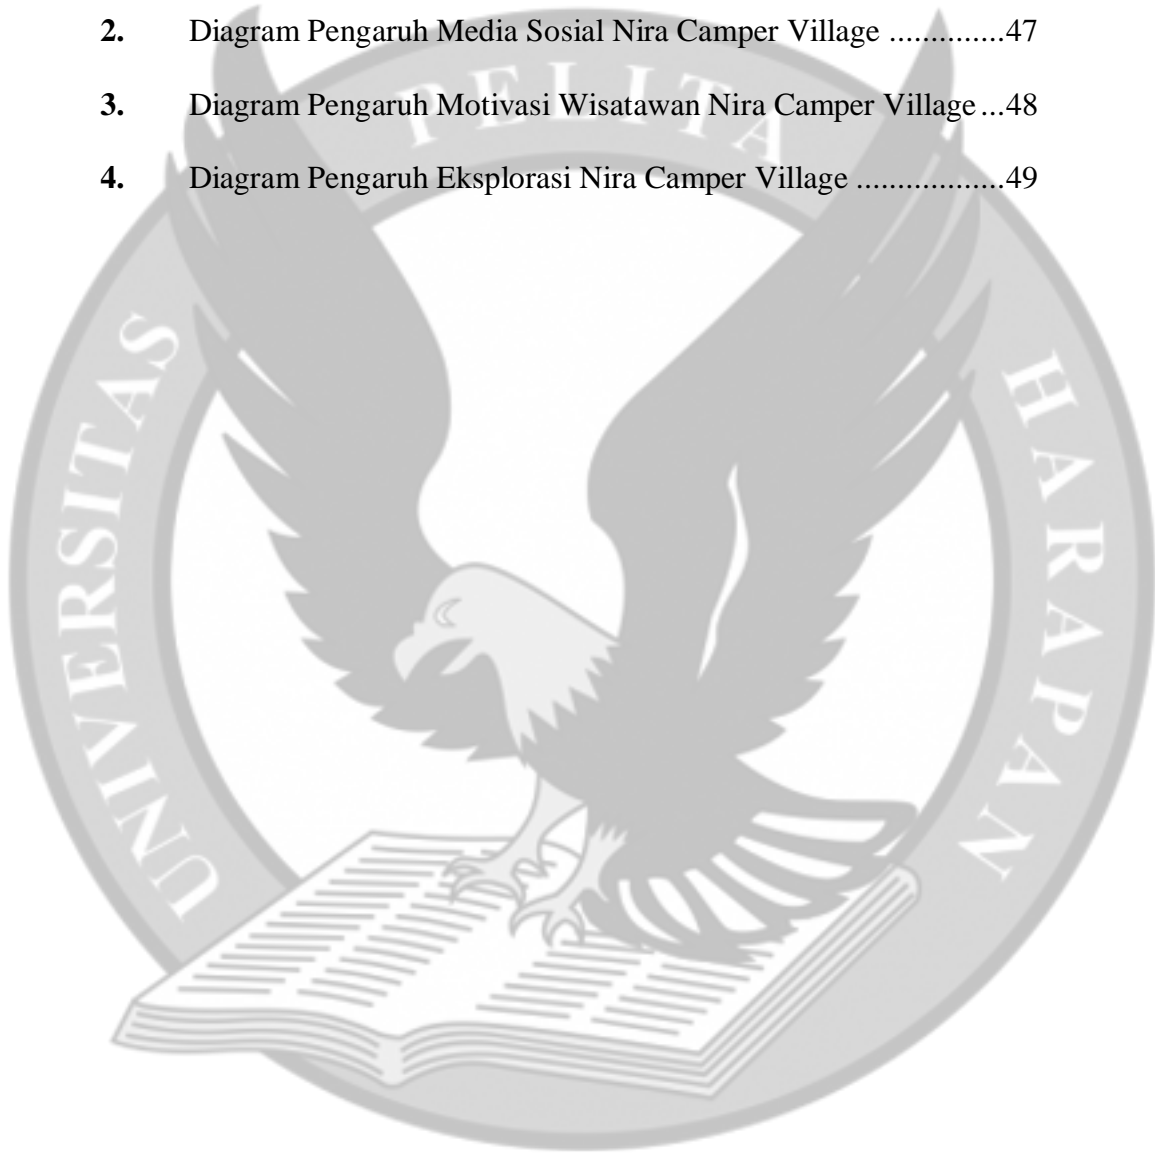 2. Diagram Pengaruh Media Sosial Nira Camper Village ..............47
3. Diagram Pengaruh Motivasi Wisatawan Nira Camper Village ...48
4. Diagram Pengaruh Eksplorasi Nira Camper Village ..................49
UNIVERSITAS PELITA HARAPAN